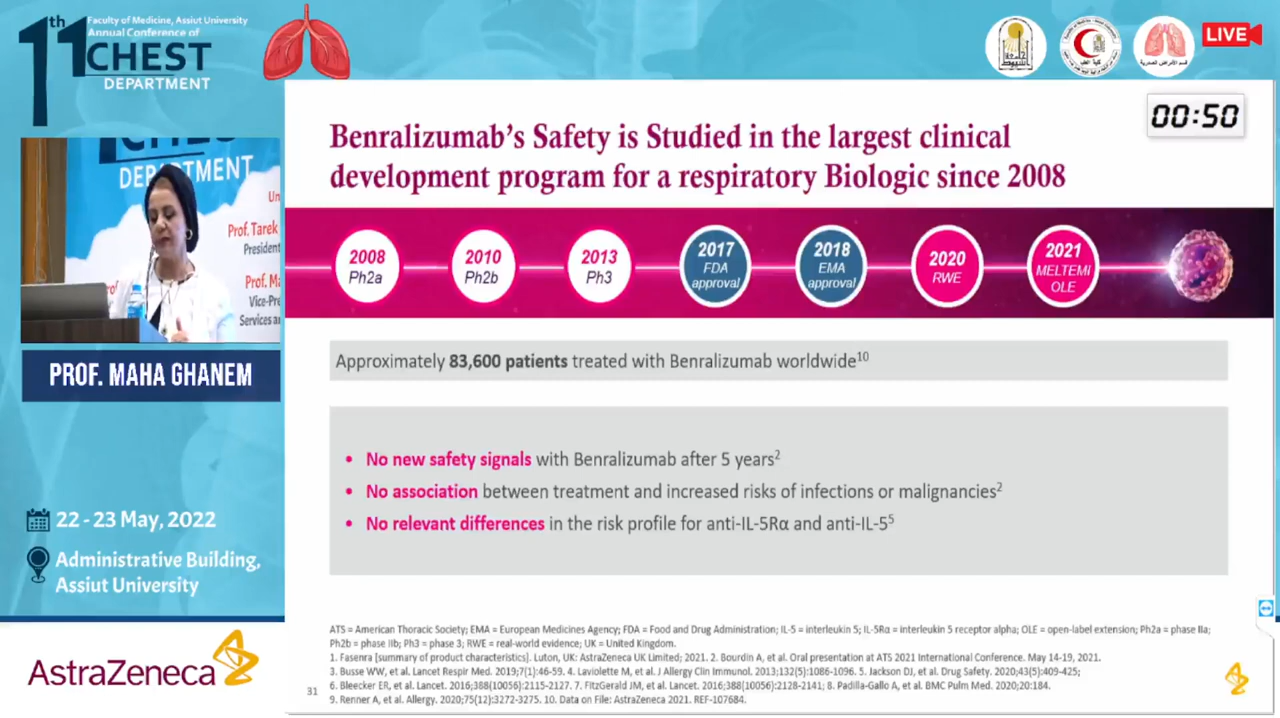 11th
Faculty of Medicine, Assiut University
Annual Conference of
CHEST
DEPARTMENT
LIVE
00:50
Benralizumab's Safety is Studied in the largest clinical
development program for a respiratory Biologic since 2008
2008
Ph2a
2010
Ph2b
2013
Ph3
2017
FDA
approval
2018
EMA
approval
2020
RWE
2021
MELTEMI
OLE
DEPARTMENT
Prof. Tarek
President
Vice-Pre
Services a
PROF. MAHA GHANEM
Approximately 83,600 patients treated with Benralizumab worldwide10
• No new safety signals with Benralizumab after 5 years2
• No association between treatment and increased risks of infections or malignancies2
• No relevant differences in the risk profile for anti-IL-5Rα and anti-IL-55
22 - 23 May, 2022
Administrative Building,
Assiut University
AstraZeneca
ATS = American Thoracic Society; EMA = European Medicines Agency; FDA = Food and Drug Administration; IL-5 = interleukin 5; IL-5Rα = interleukin 5 receptor alpha; OLE = open-label extension; Ph2a = phase IIa;
Ph2b = phase IIb; Ph3 = phase 3; RWE = real-world evidence; UK = United Kingdom.
1. Fasenra [summary of product characteristics]. Luton, UK: AstraZeneca UK Limited; 2021. 2. Bourdin A, et al. Oral presentation at ATS 2021 International Conference. May 14-19, 2021.
3. Busse WW, et al. Lancet Respir Med. 2019;7(1):46-59. 4. Laviolette M, et al. J Allergy Clin Immunol. 2013;132(5):1086-1096. 5. Jackson DJ, et al. Drug Safety. 2020;43(5):409-425;
6. Bleecker ER, et al. Lancet. 2016;388(10056):2115-2127. 7. FitzGerald JM, et al. Lancet. 2016;388(10056):2128-2141; 8. Padilla-Gallo A, et al. BMC Pulm Med. 2020;20:184.
9. Renner A, et al. Allergy. 2020;75(12):3272-3275. 10. Data on File: AstraZeneca 2021. REF-107684.
31